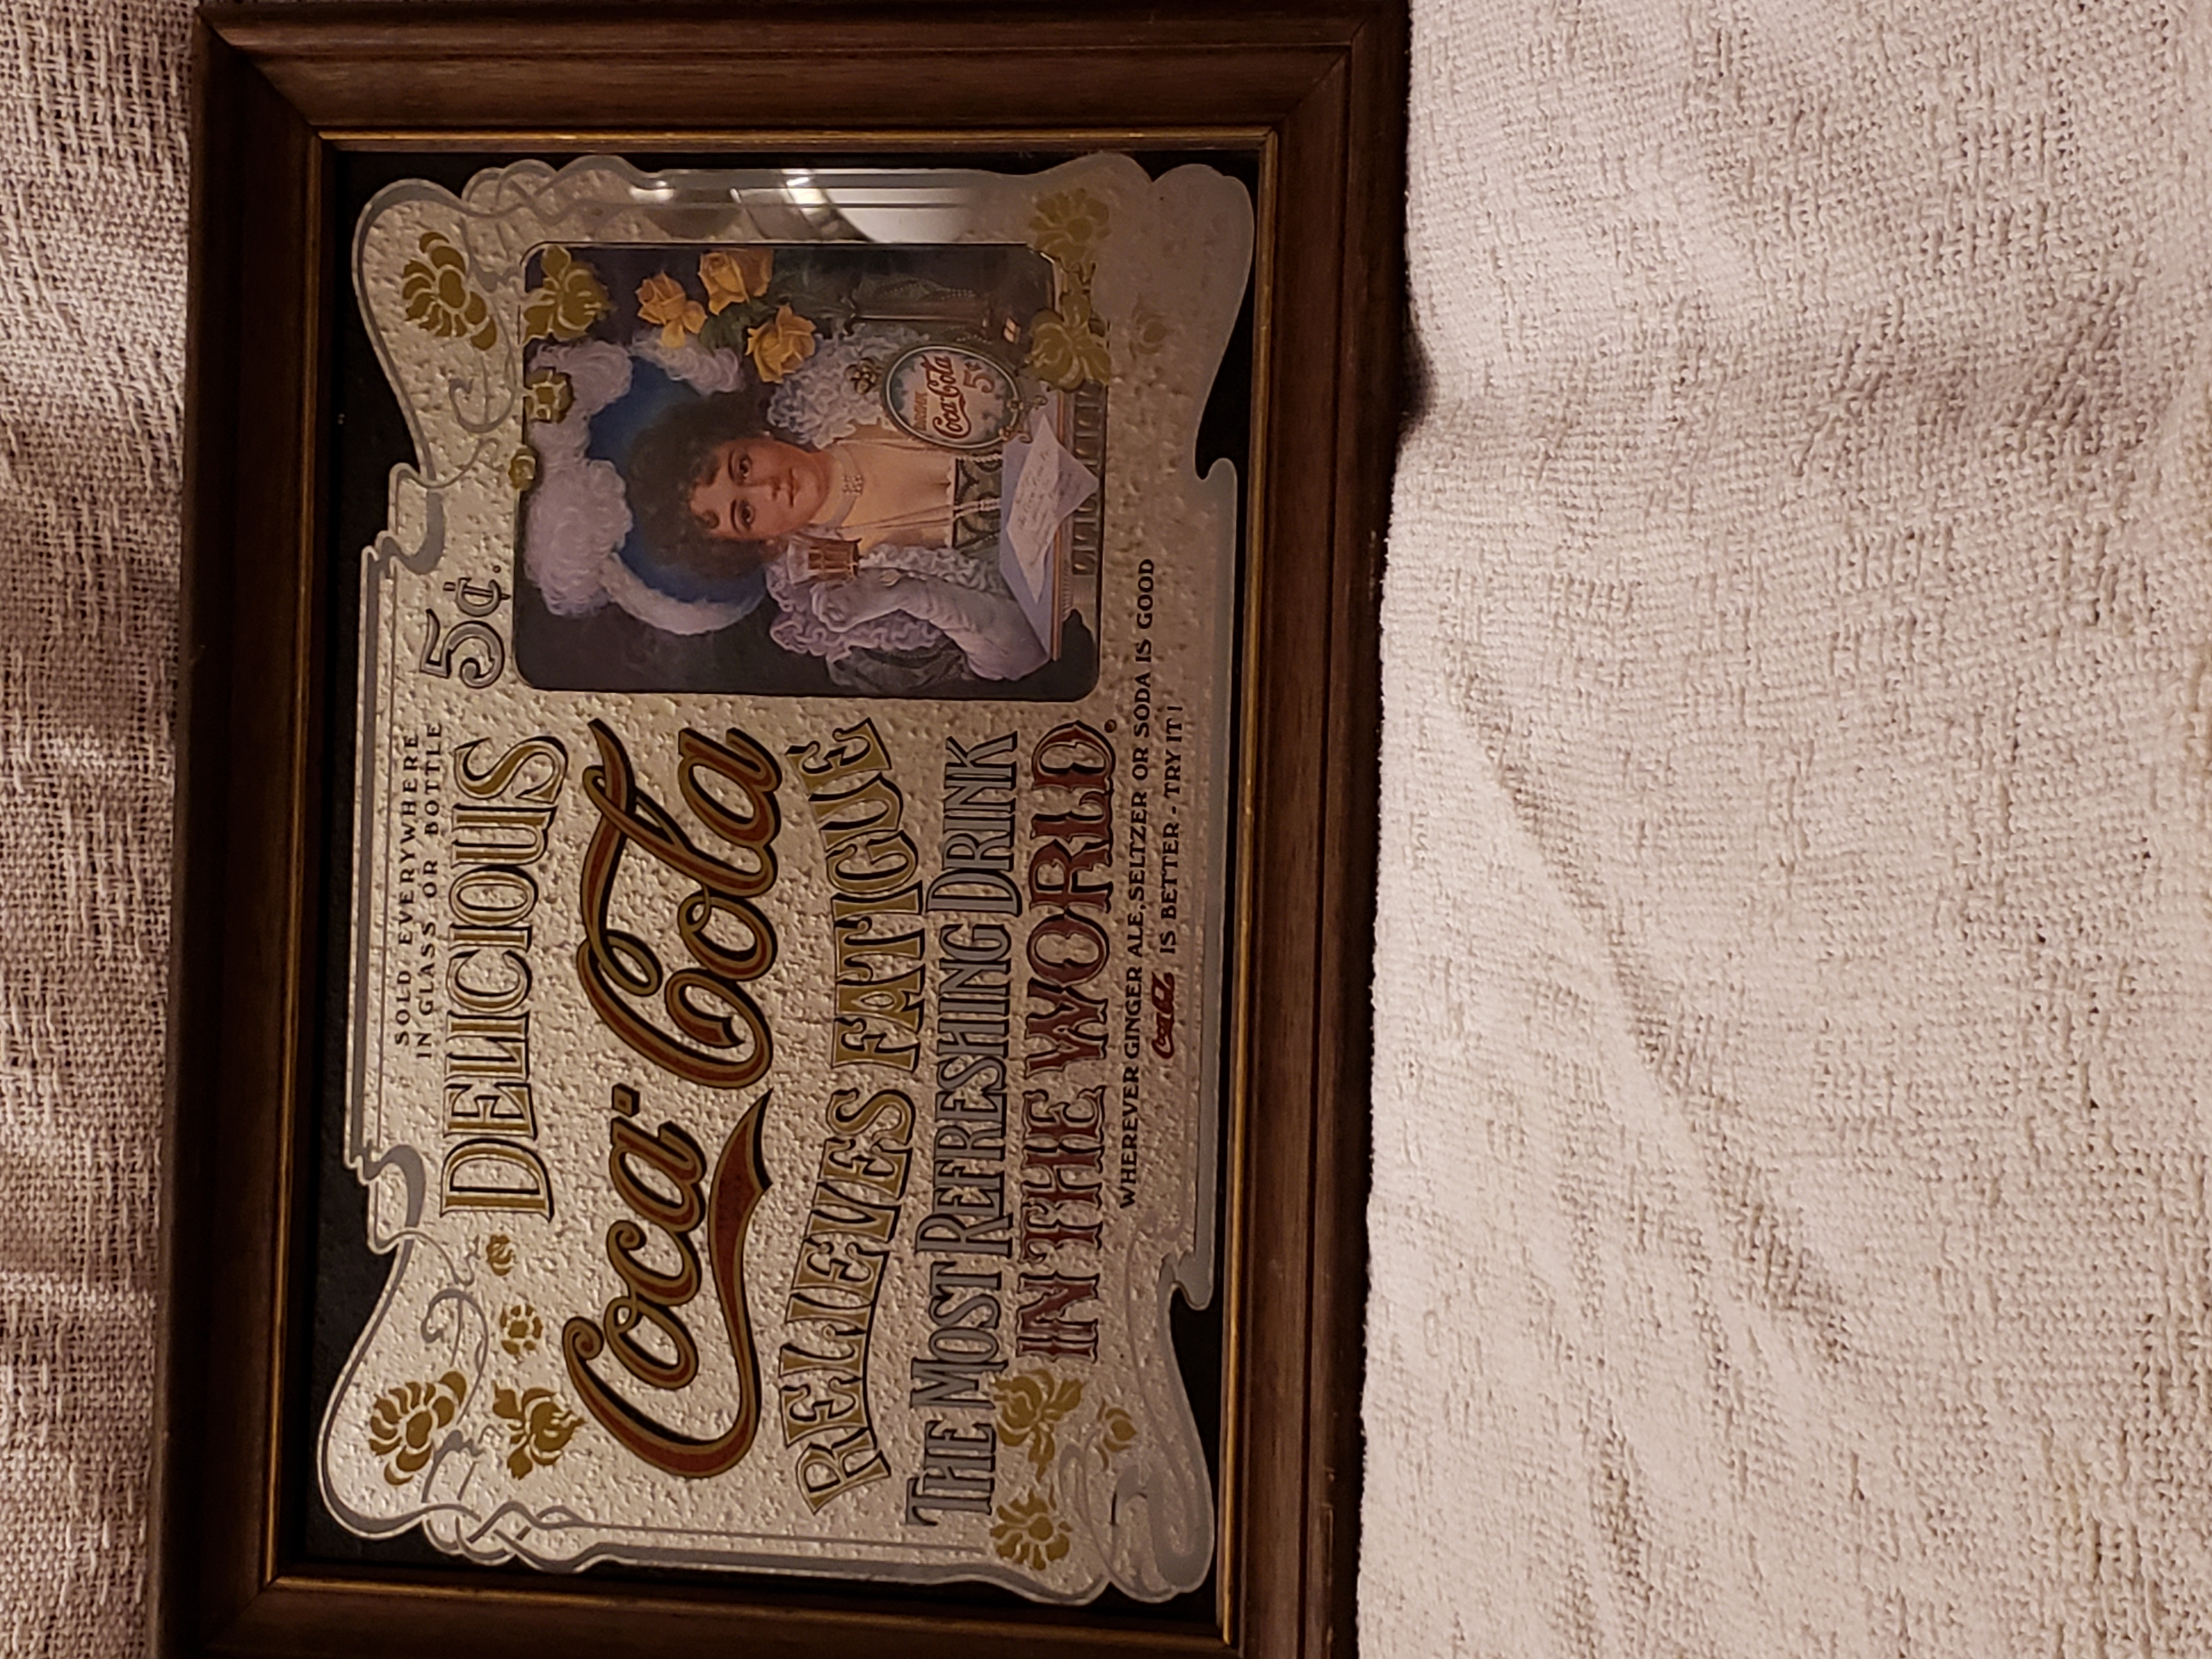 SOLD EVERYWHERE
IN GLASS OR BOTTLE
DELICIOUS 5¢.
Coca-Cola
RELIEVES FATIGUE
THE MOST REFRESHING DRINK
IN THE WORLD®
WHEREVER GINGER ALE, SELTZER OR SODA IS GOOD
Coca-Cola IS BETTER - TRY IT!
DRINK
Coca-Cola
5¢